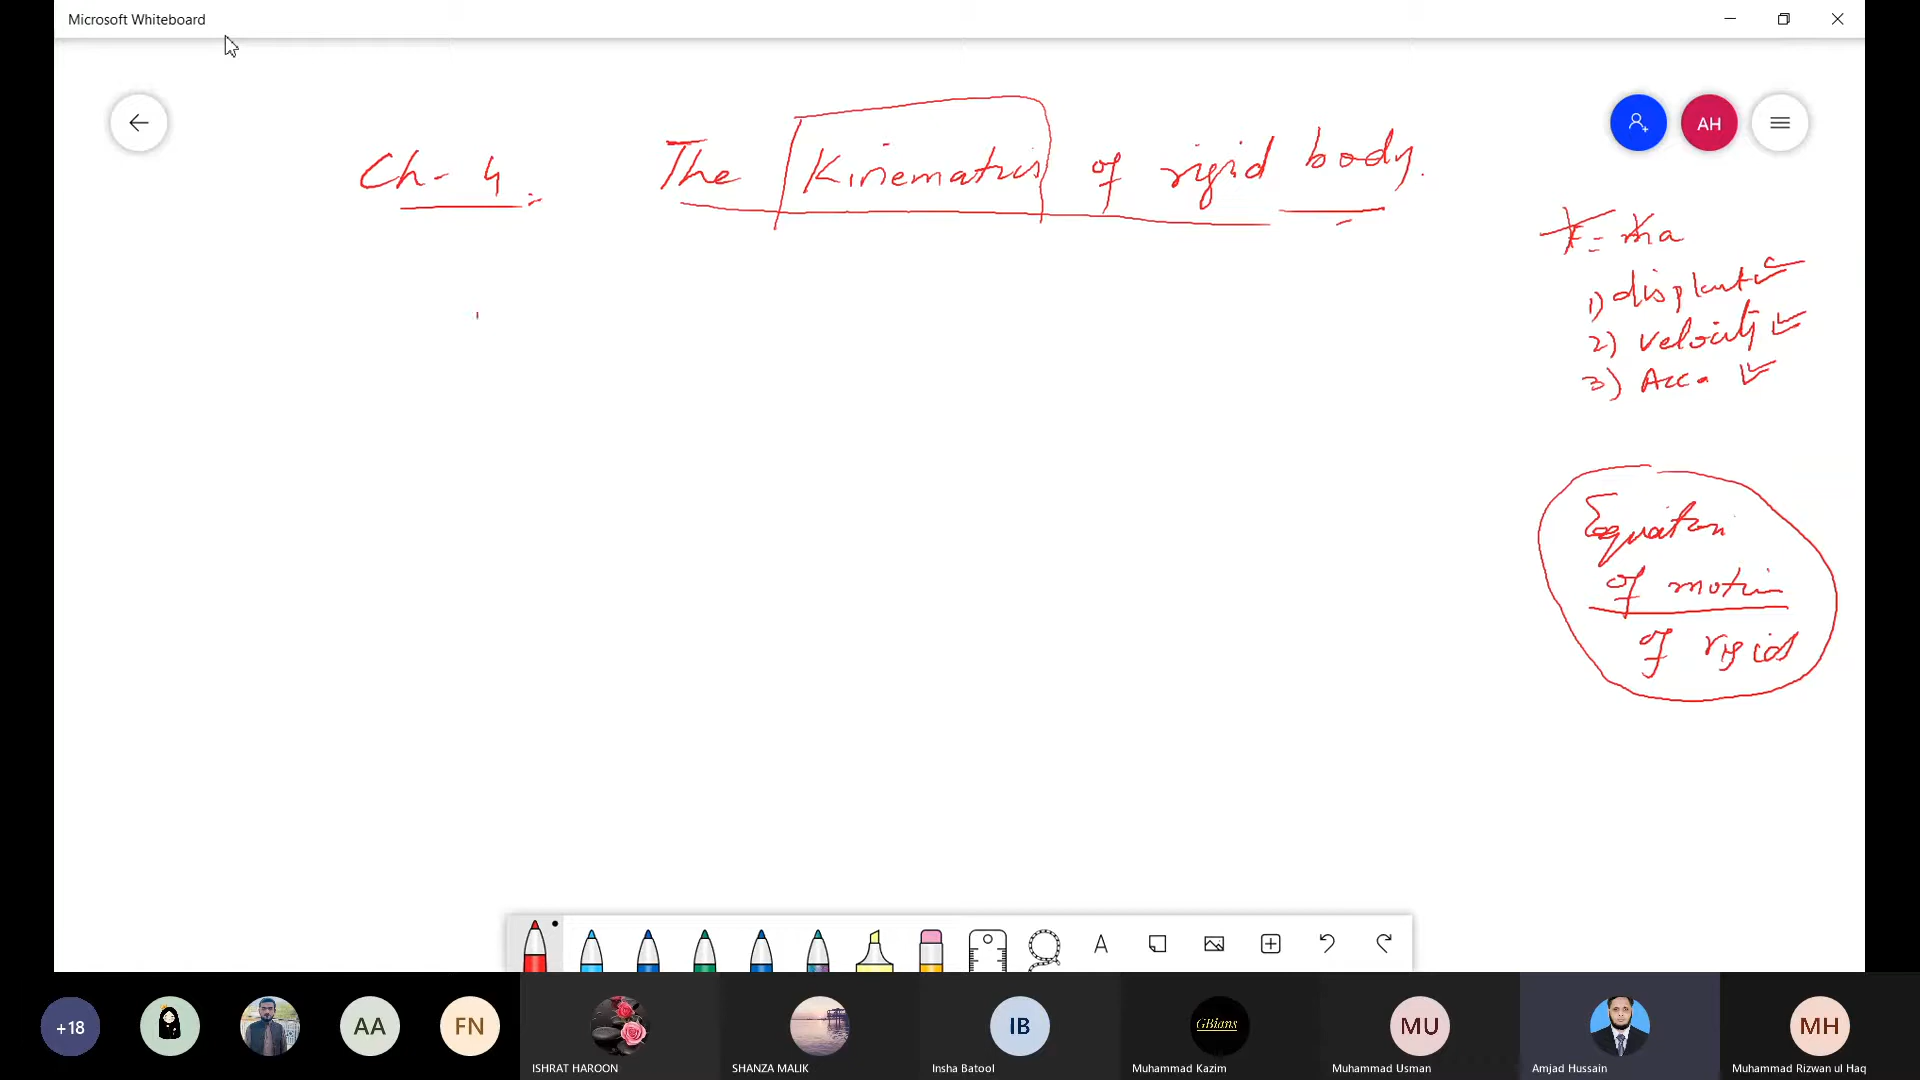 Microsoft Whiteboard
AH
Ch- 4 :- The Kinematics of rigid body.
F = ma
1) displant
2) velocity
3) Acc.
Equation
of motion
of rigid
A
+18
AA
FN
IB
GBians
MU
MH
ISHRAT HAROON
SHANZA MALIK
Insha Batool
Muhammad Kazim
Muhammad Usman
Amjad Hussain
Muhammad Rizwan ul Haq